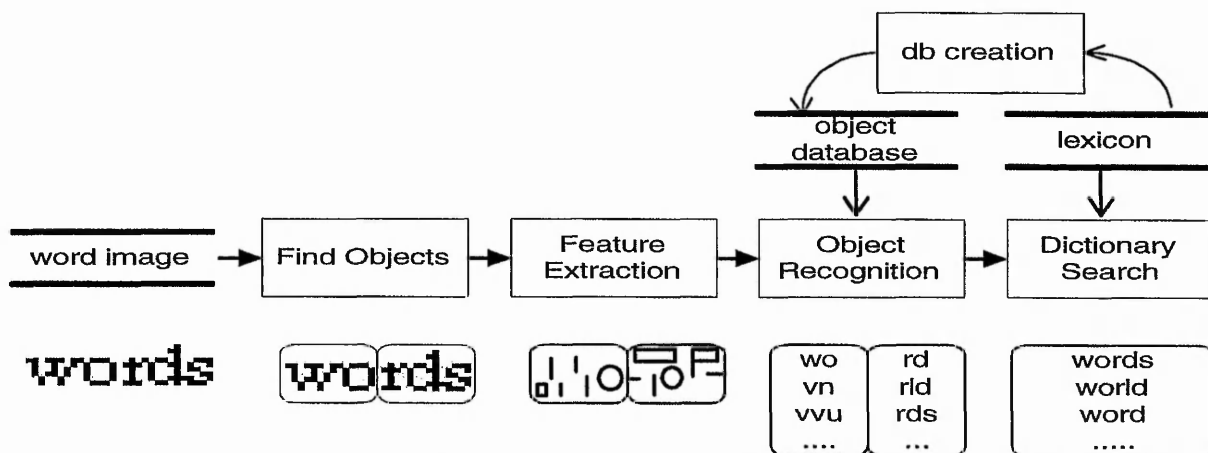 db creation
object
database
lexicon
word image
Find Objects
Feature
Extraction
Object
Recognition
Dictionary
Search
words
words
wo
vn
vvu
....
rd
rld
rds
...
words
world
word
.....